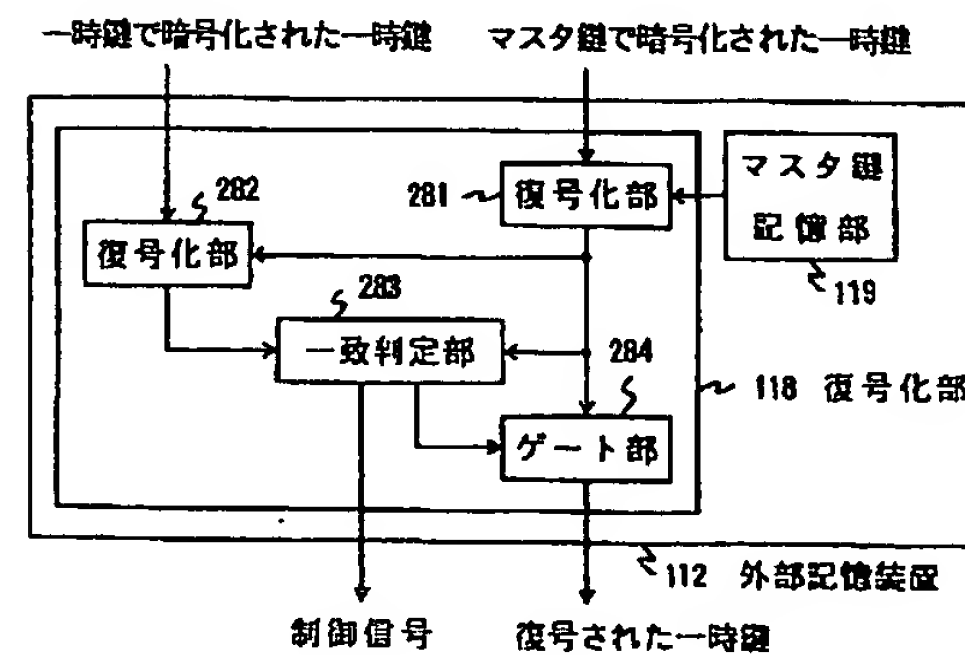 一時鍵で暗号化された一時鍵
マスタ鍵で暗号化された一時鍵
マスタ鍵
記憶部
119
281
復号化部
282
復号化部
283
一致判定部
284
ゲート部
118 復号化部
112 外部記憶装置
制御信号
復号された一時鍵